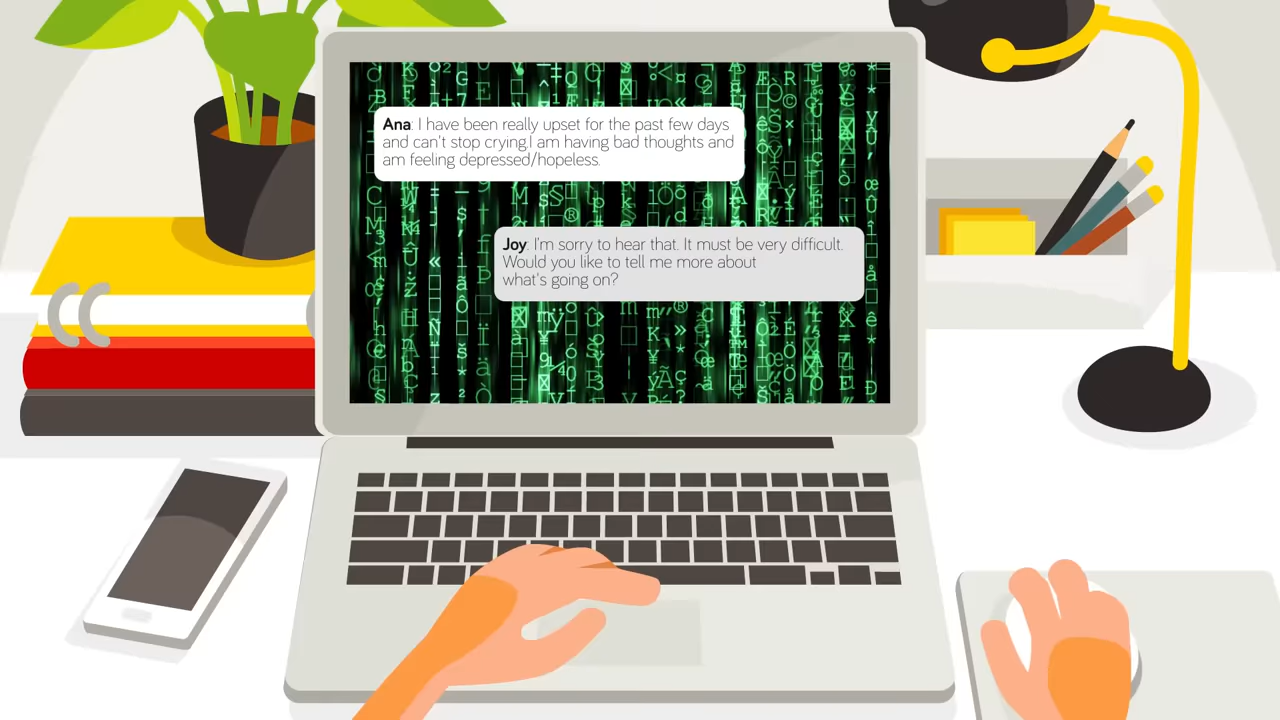 Ana: I have been really upset for the past few days
and can't stop crying,I am having bad thoughts and
am feeling depressed/hopeless.
Joy: I'm sorry to hear that. It must be very difficult.
Would you like to tell me more about
what's going on?